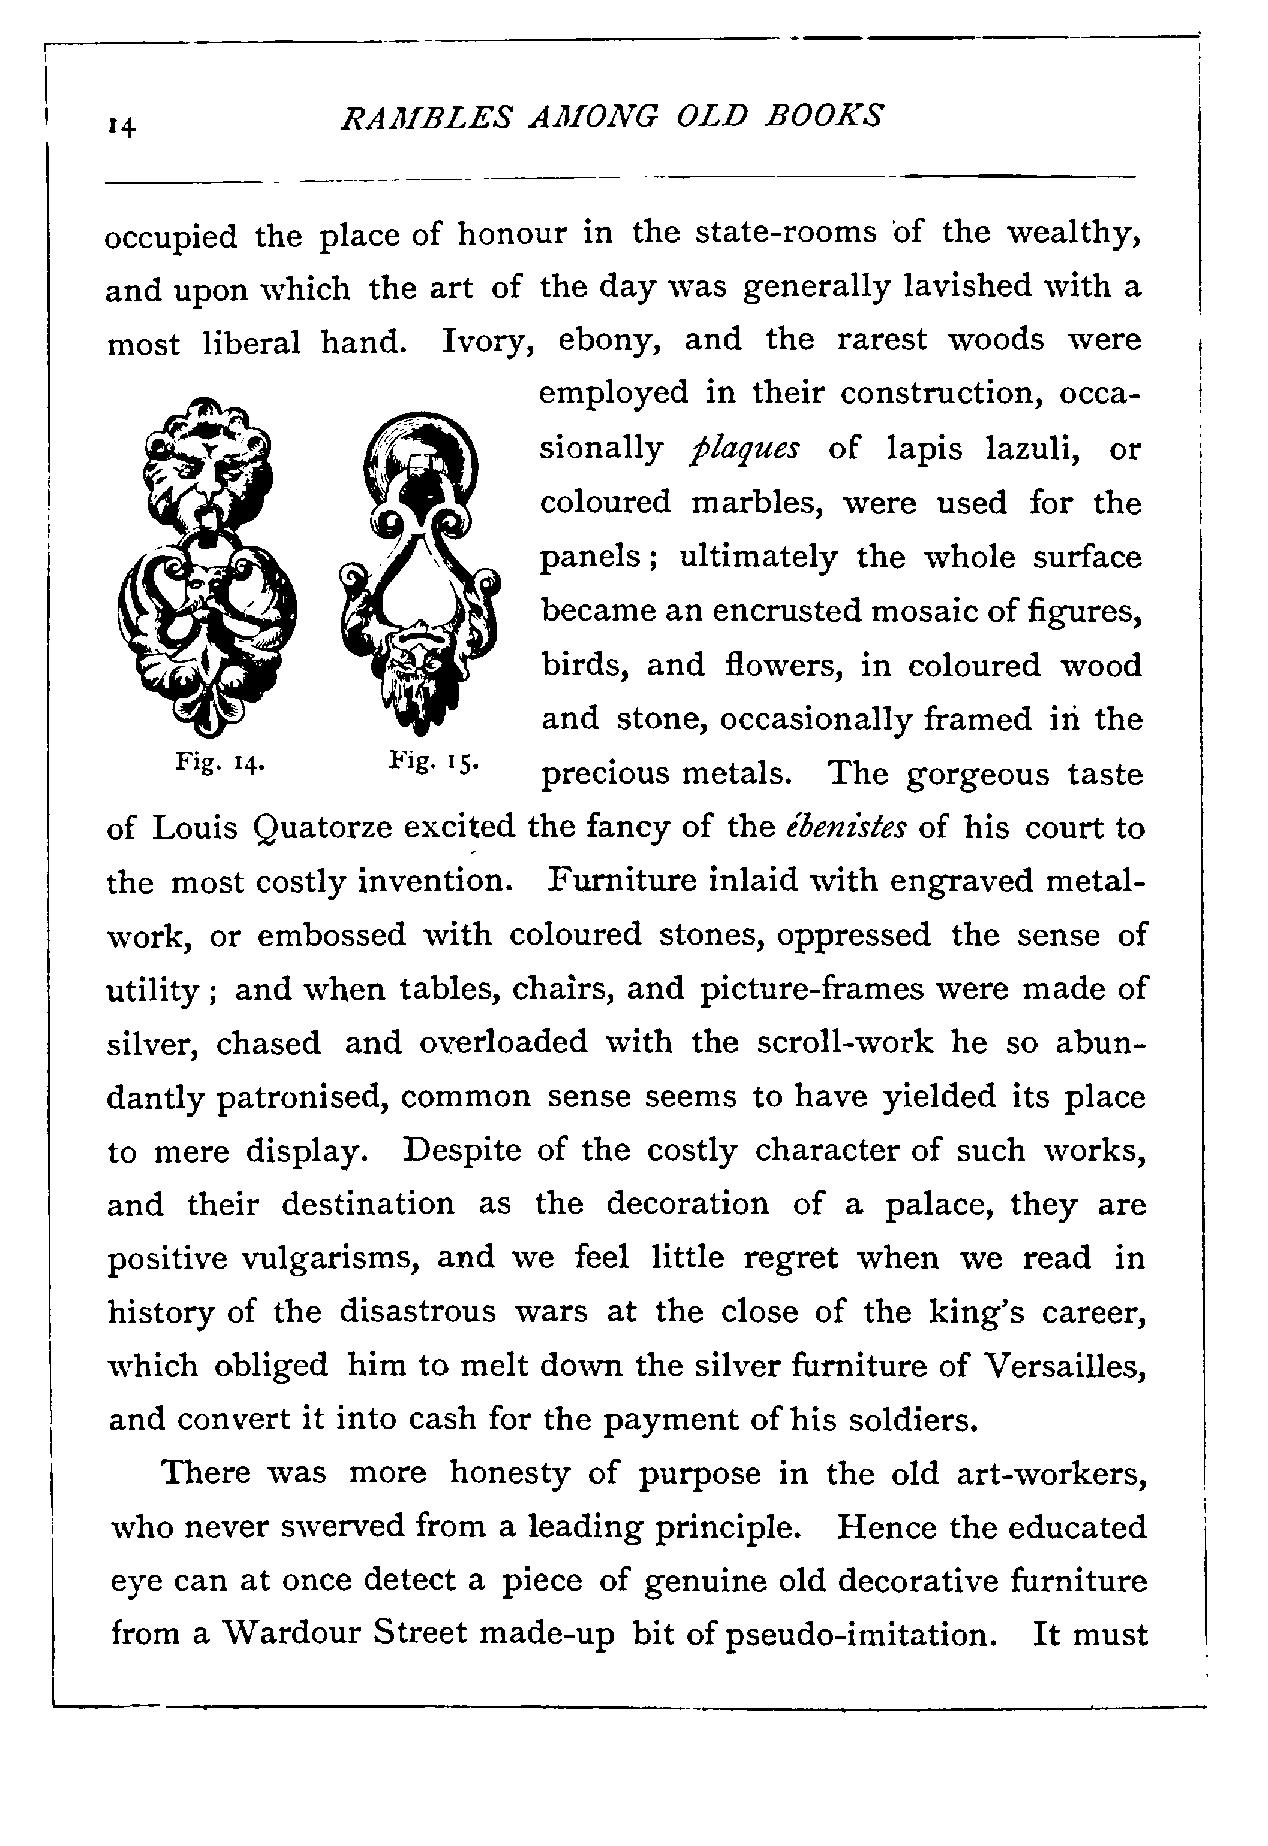 14 RAMBLES AMONG OLD BOOKS
occupied the place of honour in the state-rooms of the wealthy,
and upon which the art of the day was generally lavished with a
most liberal hand. Ivory, ebony, and the rarest woods were
employed in their construction, occa-
sionally plaques of lapis lazuli, or
coloured marbles, were used for the
panels ; ultimately the whole surface
became an encrusted mosaic of figures,
birds, and flowers, in coloured wood
and stone, occasionally framed in the
Fig. 14. Fig. 15.
precious metals. The gorgeous taste
of Louis Quatorze excited the fancy of the ébenistes of his court to
the most costly invention. Furniture inlaid with engraved metal-
work, or embossed with coloured stones, oppressed the sense of
utility ; and when tables, chairs, and picture-frames were made of
silver, chased and overloaded with the scroll-work he so abun-
dantly patronised, common sense seems to have yielded its place
to mere display. Despite of the costly character of such works,
and their destination as the decoration of a palace, they are
positive vulgarisms, and we feel little regret when we read in
history of the disastrous wars at the close of the king's career,
which obliged him to melt down the silver furniture of Versailles,
and convert it into cash for the payment of his soldiers.
There was more honesty of purpose in the old art-workers,
who never swerved from a leading principle. Hence the educated
eye can at once detect a piece of genuine old decorative furniture
from a Wardour Street made-up bit of pseudo-imitation. It must